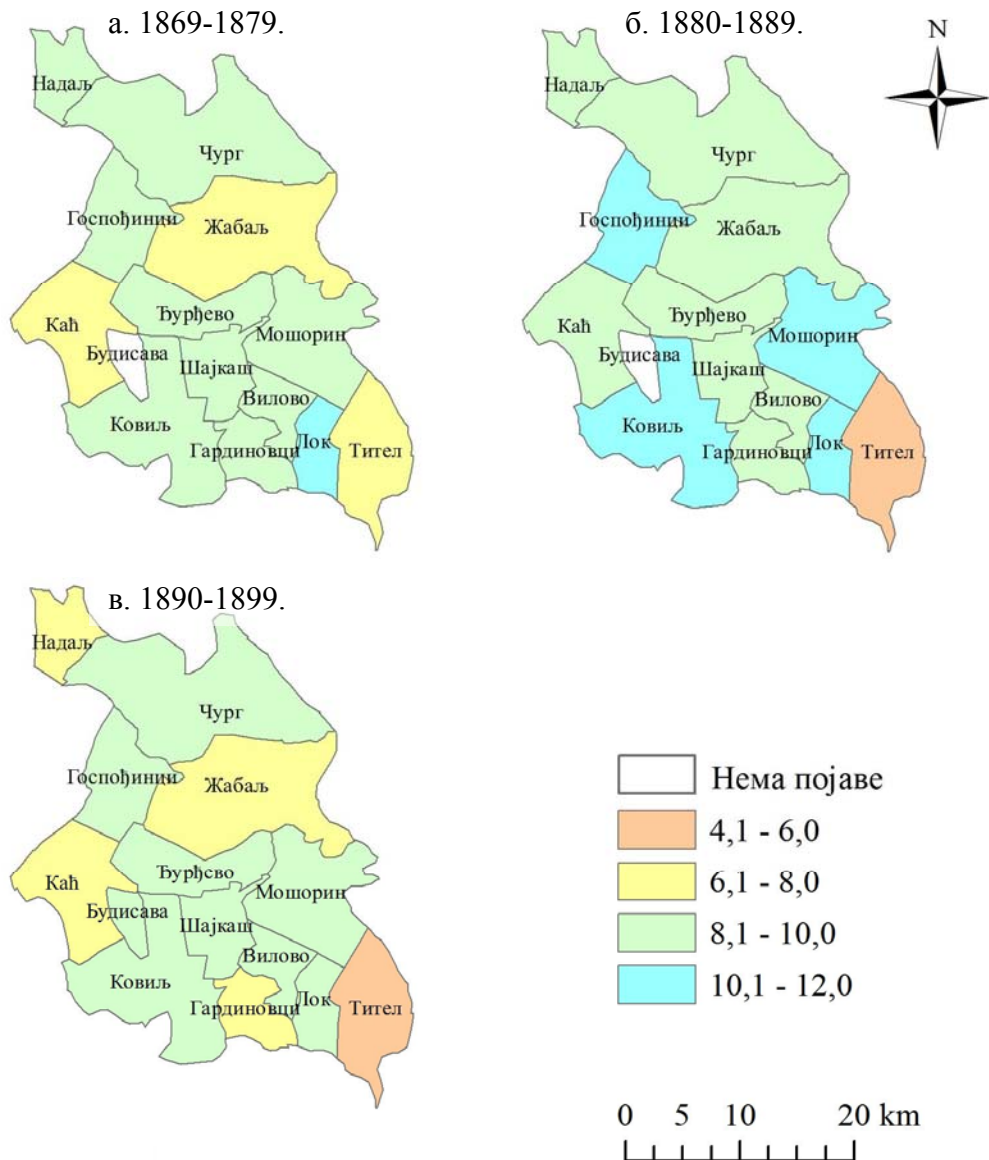 а. 1869-1879.
Надаљ
Чург
Госпођинци
Жабаљ
Каћ
Ђурђево
Мошорин
Будисава
Шајкаш
Вилово
Ковиљ
Гардиновци
Лок
Тител
б. 1880-1889.
N
Надаљ
Чург
Госпођинци
Жабаљ
Каћ
Ђурђево
Мошорин
Будисава
Шајкаш
Вилово
Ковиљ
Гардиновци
Лок
Тител
в. 1890-1899.
Надаљ
Чург
Госпођинци
Жабаљ
Каћ
Ђурђево
Мошорин
Будисава
Шајкаш
Вилово
Ковиљ
Гардиновци
Лок
Тител
Нема појаве
4,1 - 6,0
6,1 - 8,0
8,1 - 10,0
10,1 - 12,0
0 5 10 20 km